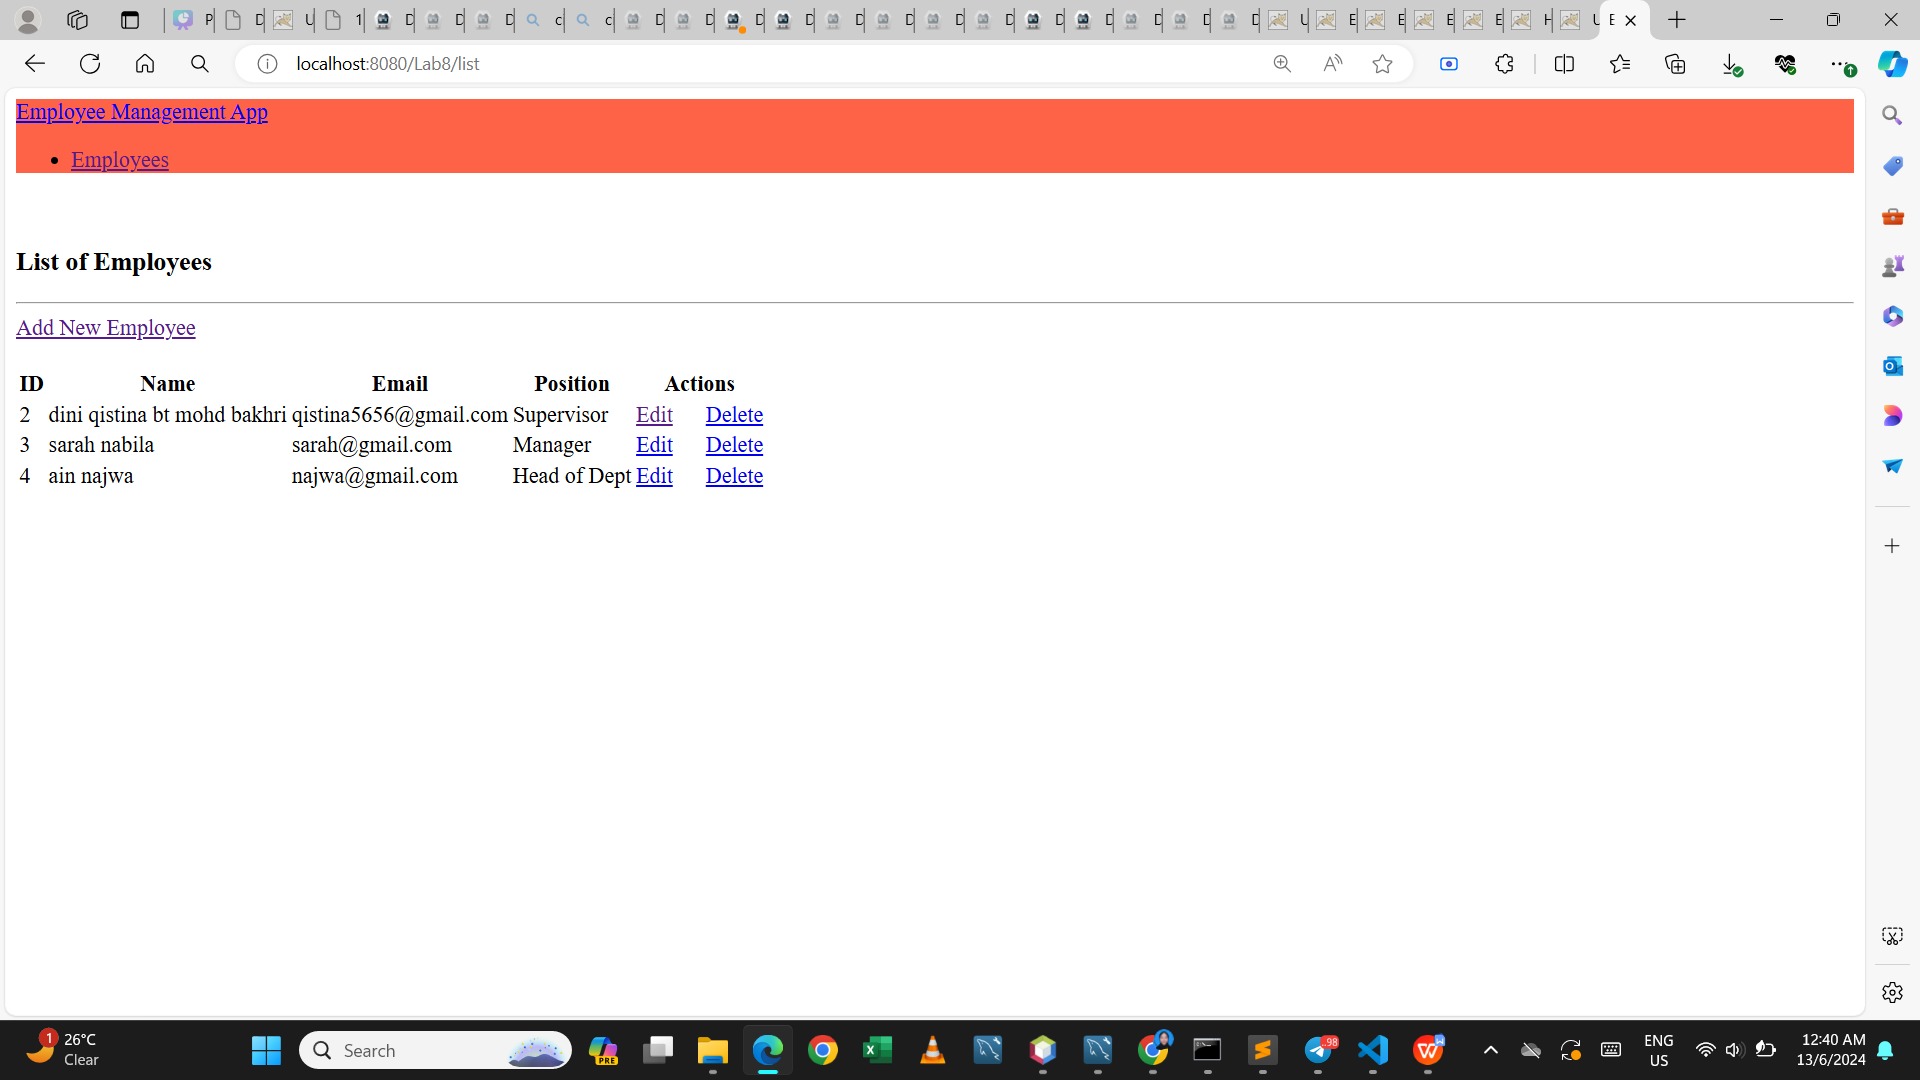 localhost:8080/Lab8/list
Employee Management App
• Employees
List of Employees
Add New Employee
ID Name Email Position Actions
2 dini qistina bt mohd bakhri qistina5656@gmail.com Supervisor Edit Delete
3 sarah nabila sarah@gmail.com Manager Edit Delete
4 ain najwa najwa@gmail.com Head of Dept Edit Delete
1 26°C
Clear
Search
PRE
98
ENG
US
12:40 AM
13/6/2024